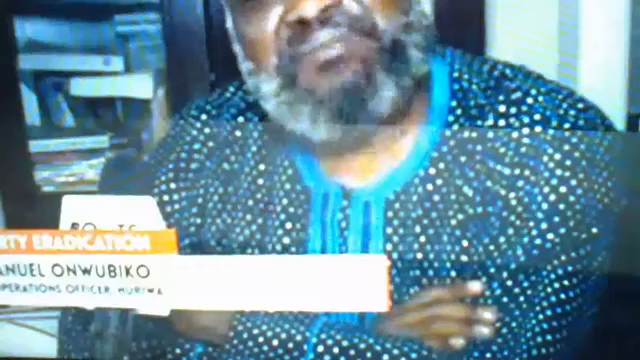 RTY ERADICATION
ANUEL ONWUBIKO
OPERATIONS OFFICER, HURIWA